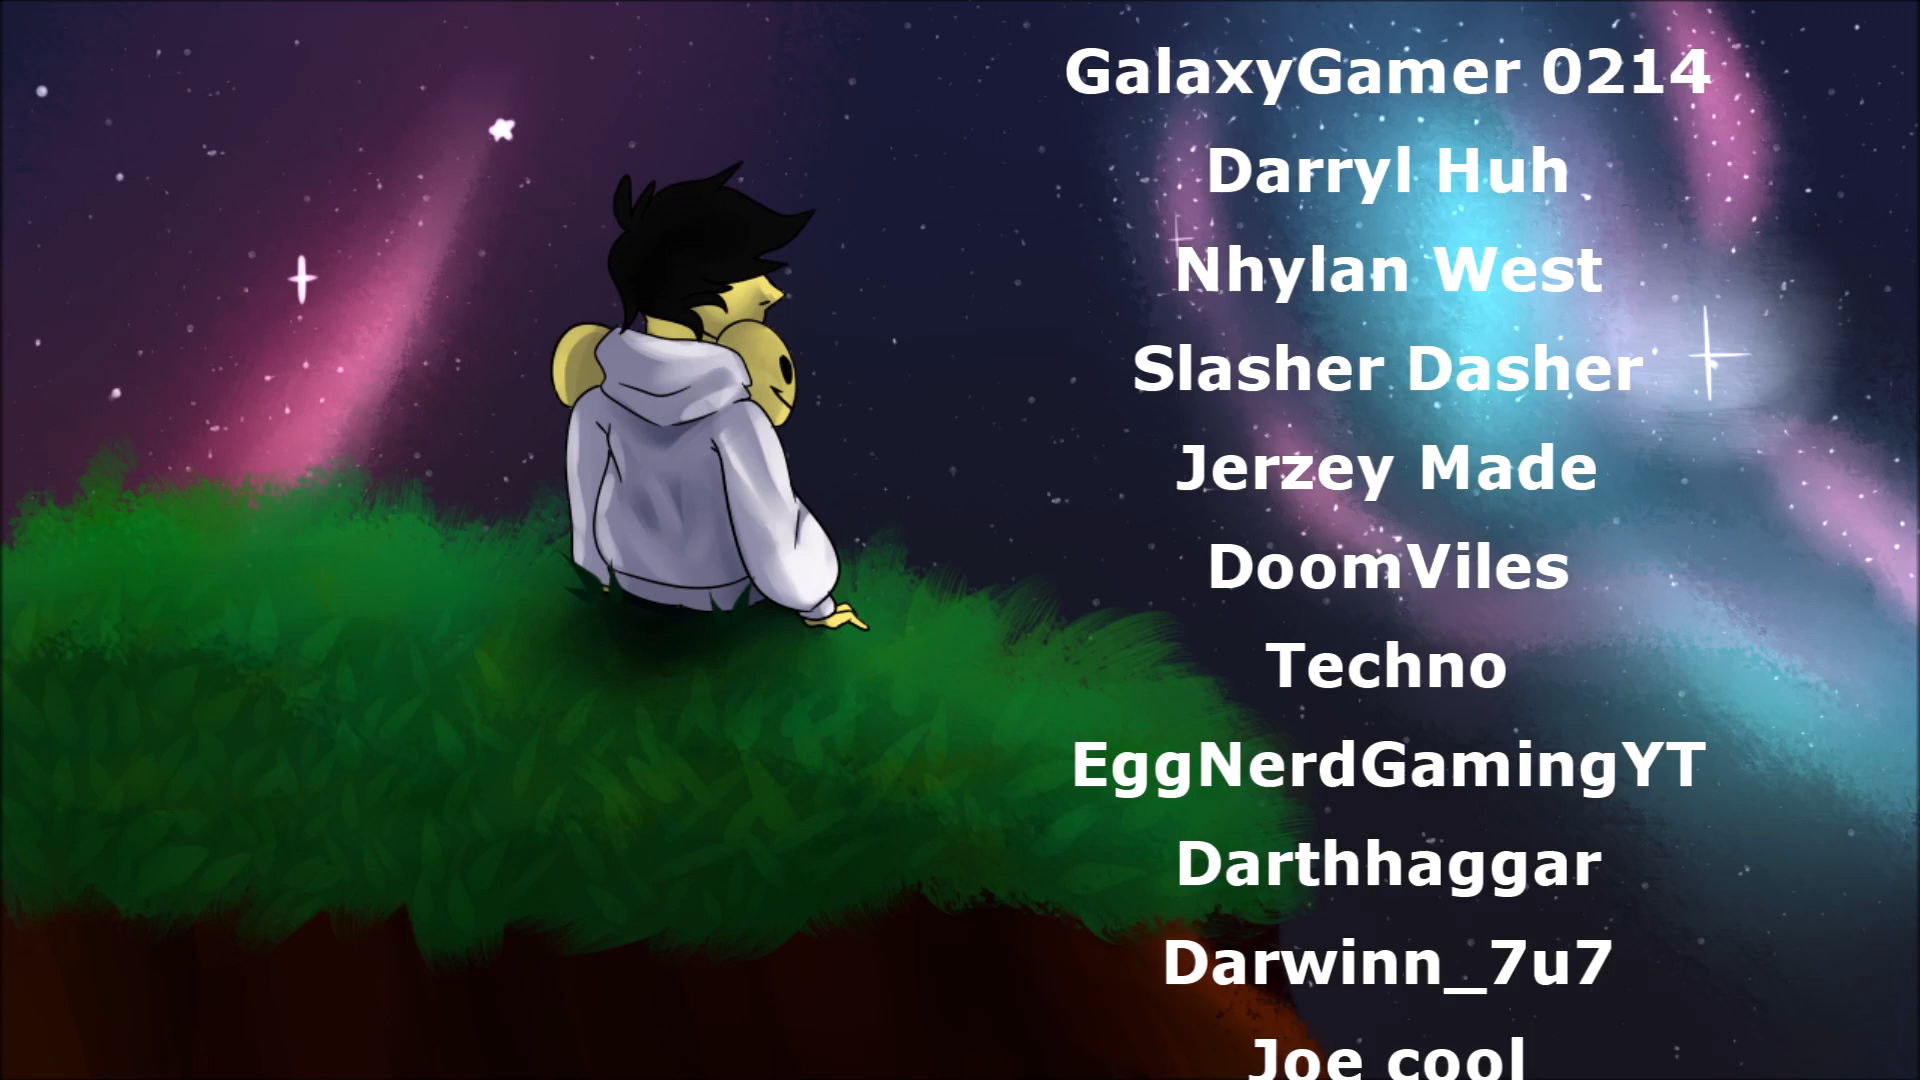 GalaxyGamer 0214
Darryl Huh
Nhylan West
Slasher Dasher
Jerzey Made
DoomViles
Techno
EggNerdGamingYT
Darthhaggar
Darwinn_7u7
Joe cool